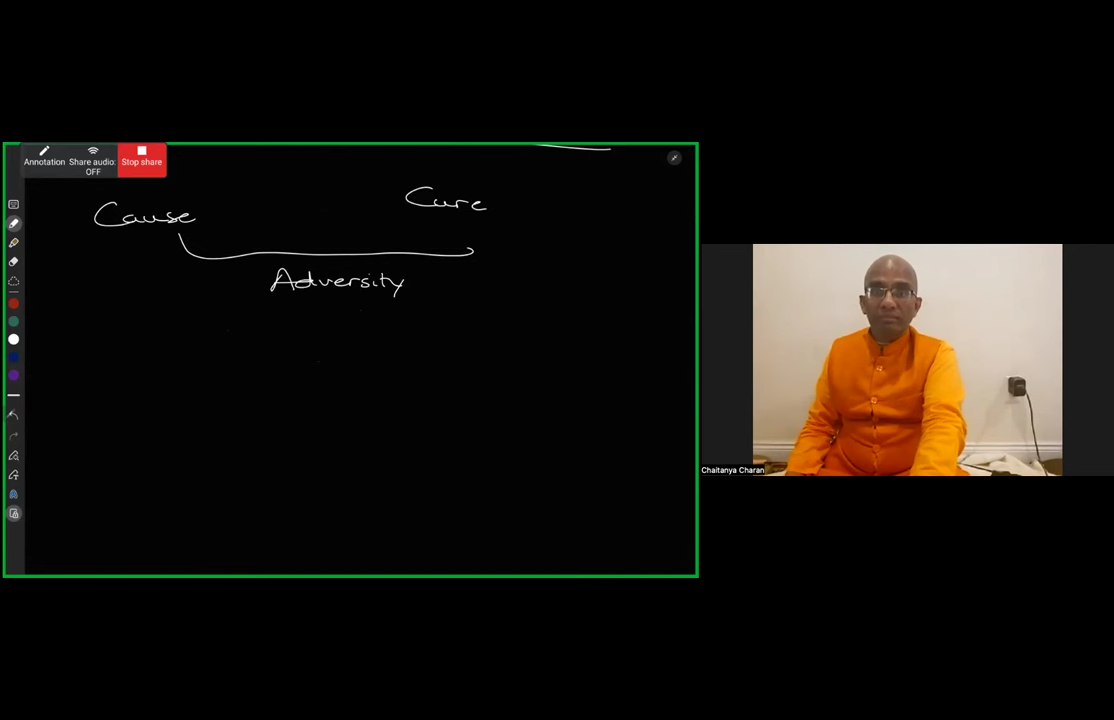 Annotation
Share audio:
OFF
Stop share
Cause
Cure
Adversity
Chaitanya Charan